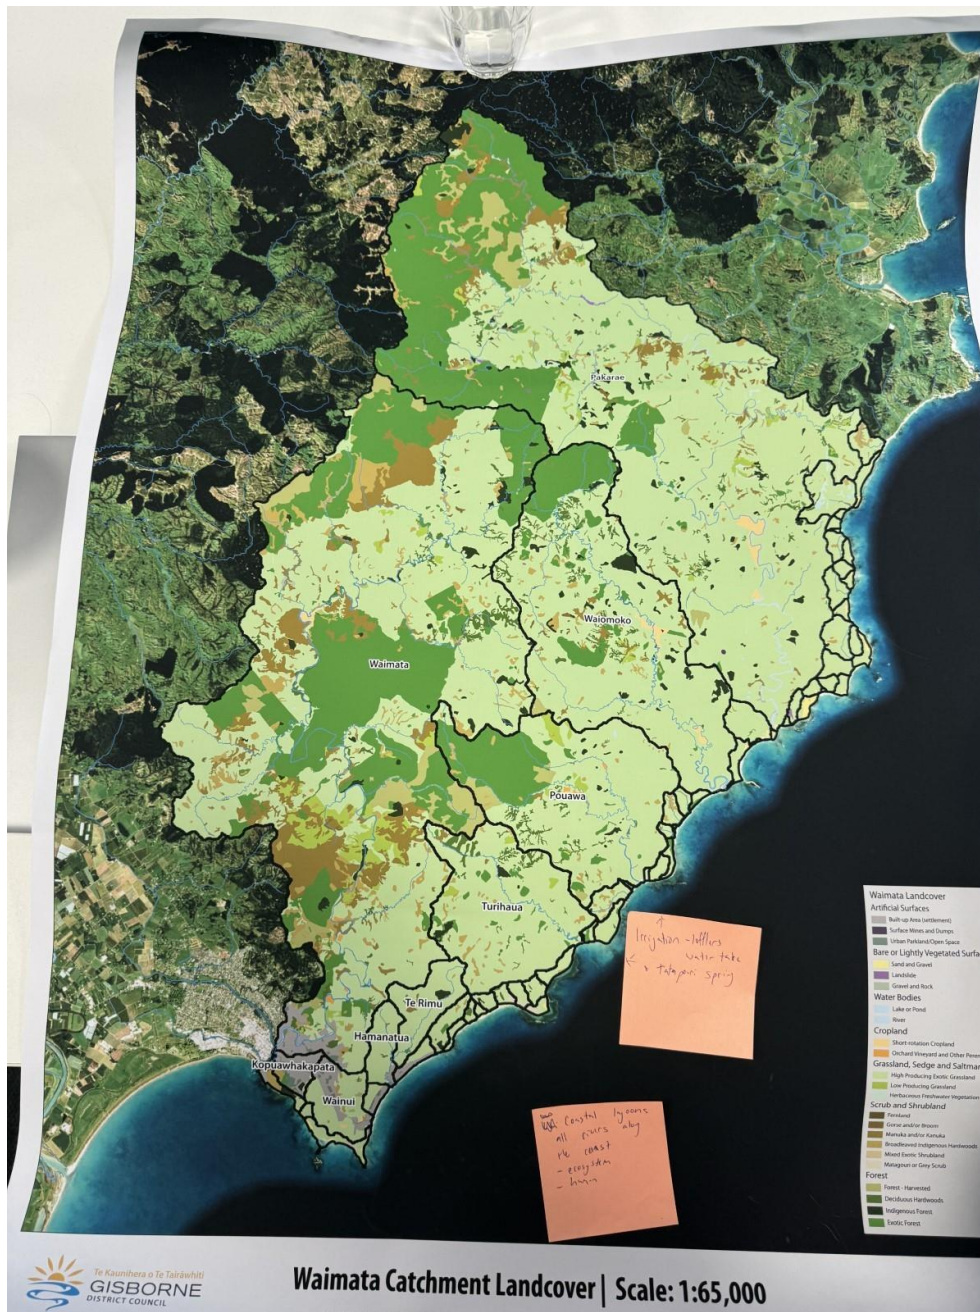 Pakarae
Waiomoko
Waimata
Pouawa
Turihaua
Te Rimu
Hamanatua
Kopuawhakapata
Wainui
Irrigation
water take
spring
Coastal lagoons
all rivers along
the coast
- ecosystem
-
Waimata Landcover
Artificial Surfaces
Built-up Area (settlement)
Surface Mines and Dumps
Urban Parkland/Open Space
Bare or Lightly Vegetated Surfa
Sand and Gravel
Landslide
Gravel and Rock
Water Bodies
Lake or Pond
River
Cropland
Short-rotation Cropland
Orchard Vineyard and Other Peren
Grassland, Sedge and Saltmar
High Producing Exotic Grassland
Low Producing Grassland
Herbaceous Freshwater Vegetation
Scrub and Shrubland
Fernland
Gorse and/or Broom
Manuka and/or Kanuka
Broadleaved Indigenous Hardwoods
Mixed Exotic Shrubland
Matagouri or Grey Scrub
Forest
Forest - Harvested
Deciduous Hardwoods
Indigenous Forest
Exotic Forest
Te Kaunihera o Te Tairāwhiti
GISBORNE
DISTRICT COUNCIL
Waimata Catchment Landcover | Scale: 1:65,000